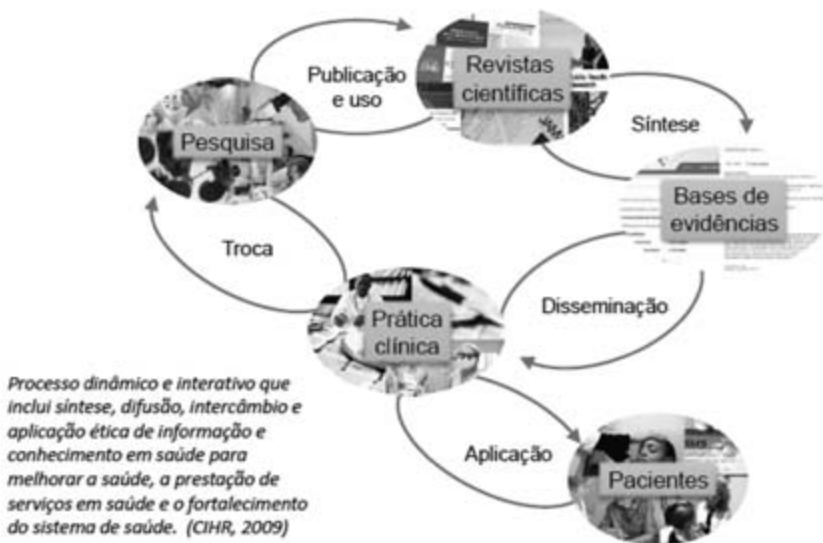 Publicação
e uso
Revistas
científicas
JAMA
Síntese
Pesquisa
Bases de
evidências
Troca
Disseminação
Prática
clínica
Processo dinâmico e interativo que
inclui síntese, difusão, intercâmbio e
aplicação ética de informação e
conhecimento em saúde para
melhorar a saúde, a prestação de
serviços em saúde e o fortalecimento
do sistema de saúde. (CIHR, 2009)
Aplicação
Pacientes